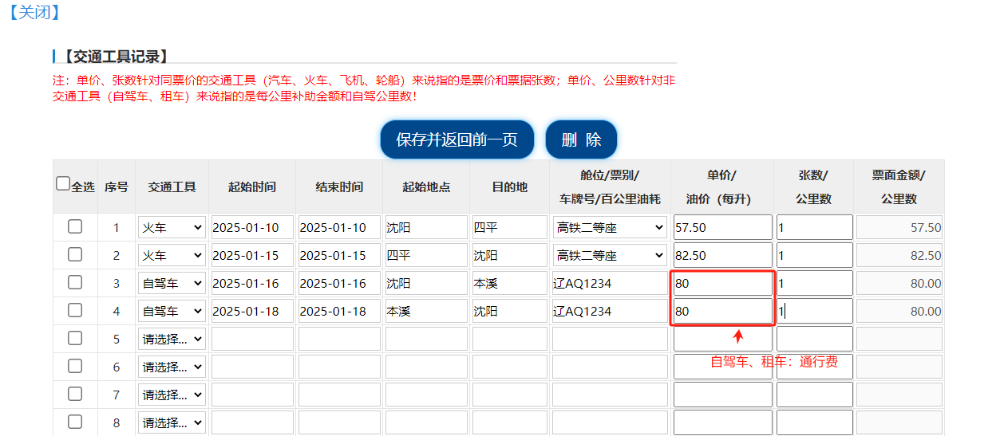 【关闭】
【交通工具记录】
注：单价、张数针对同票价的交通工具（汽车、火车、飞机、轮船）来说指的是票价和票据张数；单价、公里数针对非
交通工具（自驾车、租车）来说指的是每公里补助金额和自驾公里数！
保存并返回前一页 删 除
全选 序号 交通工具 起始时间 结束时间 起始地点 目的地 舱位/票别/ 单价/ 张数/ 票面金额/
车牌号/百公里油耗 油价（每升） 公里数 公里数
1 火车 2025-01-10 2025-01-10 沈阳 四平 高铁二等座 57.50 1 57.50
2 火车 2025-01-15 2025-01-15 四平 沈阳 高铁二等座 82.50 1 82.50
3 自驾车 2025-01-16 2025-01-16 沈阳 本溪 辽AQ1234 80 1 80.00
4 自驾车 2025-01-18 2025-01-18 本溪 沈阳 辽AQ1234 80 1 80.00
5 请选择...
自驾车、租车：通行费
6 请选择...
7 请选择...
8 请选择...